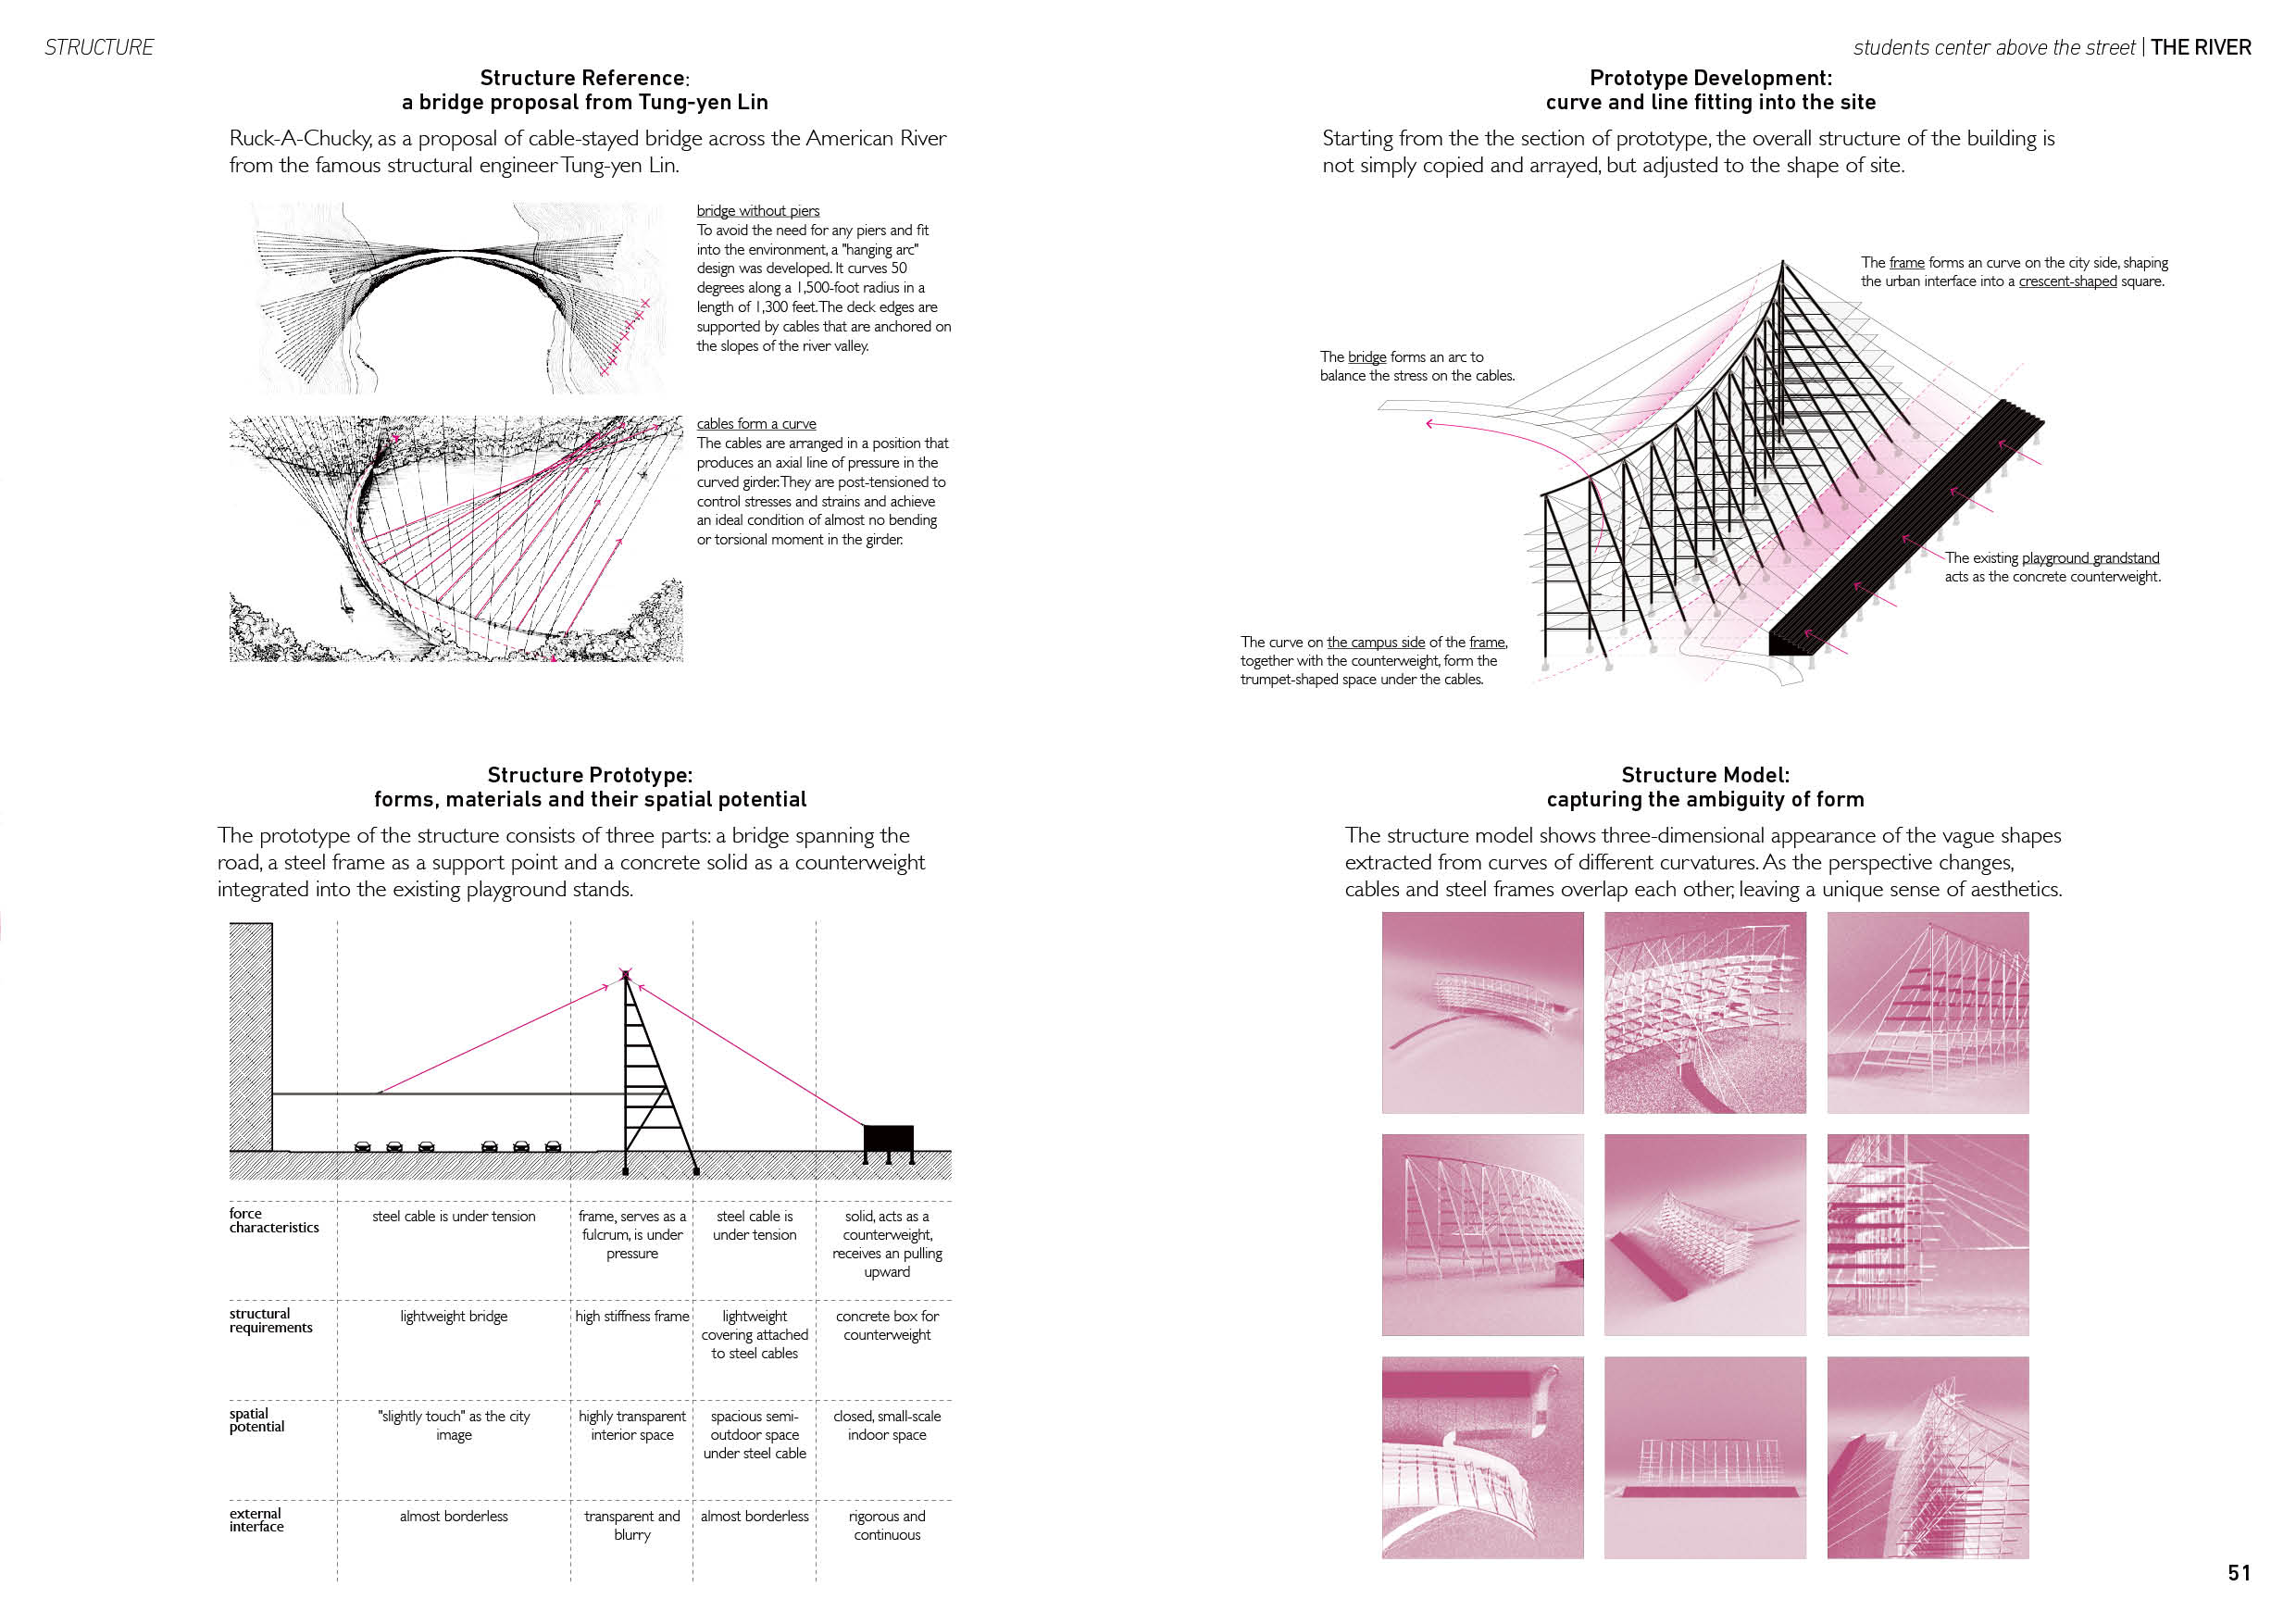 STRUCTURE
students center above the street | THE RIVER
Structure Reference:
a bridge proposal from Tung-yen Lin
Ruck-A-Chucky, as a proposal of cable-stayed bridge across the American River
from the famous structural engineer Tung-yen Lin.
bridge without piers
To avoid the need for any piers and fit
into the environment, a "hanging arc"
design was developed. It curves 50
degrees along a 1,500-foot radius in a
length of 1,300 feet. The deck edges are
supported by cables that are anchored on
the slopes of the river valley.
cables form a curve
The cables are arranged in a position that
produces an axial line of pressure in the
curved girder. They are post-tensioned to
control stresses and strains and achieve
an ideal condition of almost no bending
or torsional moment in the girder.
Prototype Development:
curve and line fitting into the site
Starting from the the section of prototype, the overall structure of the building is
not simply copied and arrayed, but adjusted to the shape of site.
The frame forms an curve on the city side, shaping
the urban interface into a crescent-shaped square.
The bridge forms an arc to
balance the stress on the cables.
The existing playground grandstand
acts as the concrete counterweight.
The curve on the campus side of the frame,
together with the counterweight, form the
trumpet-shaped space under the cables.
Structure Prototype:
forms, materials and their spatial potential
The prototype of the structure consists of three parts: a bridge spanning the
road, a steel frame as a support point and a concrete solid as a counterweight
integrated into the existing playground stands.
force
characteristics
steel cable is under tension
frame, serves as a
fulcrum, is under
pressure
steel cable is
under tension
solid, acts as a
counterweight,
receives an pulling
upward
structural
requirements
lightweight bridge
high stiffness frame
lightweight
covering attached
to steel cables
concrete box for
counterweight
spatial
potential
"slightly touch" as the city
image
highly transparent
interior space
spacious semi-
outdoor space
under steel cable
closed, small-scale
indoor space
external
interface
almost borderless
transparent and
blurry
almost borderless
rigorous and
continuous
Structure Model:
capturing the ambiguity of form
The structure model shows three-dimensional appearance of the vague shapes
extracted from curves of different curvatures. As the perspective changes,
cables and steel frames overlap each other, leaving a unique sense of aesthetics.
51